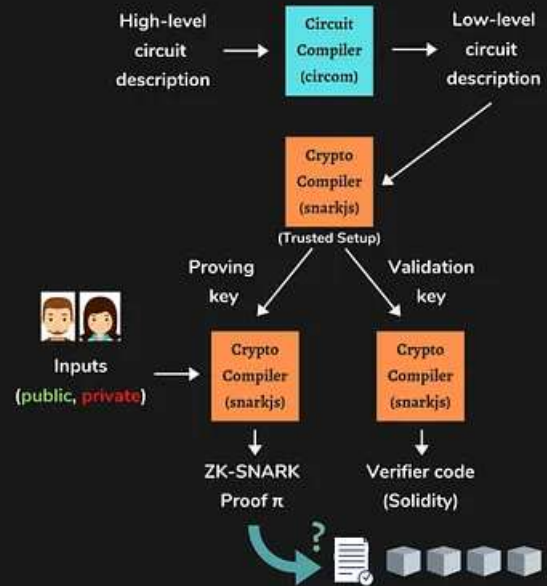 High-level
circuit
description
Circuit
Compiler
(circom)
Low-level
circuit
description
Crypto
Compiler
(snarkjs)
(Trusted Setup)
Proving
key
Validation
key
Inputs
(public, private)
Crypto
Compiler
(snarkjs)
Crypto
Compiler
(snarkjs)
ZK-SNARK
Proof π
Verifier code
(Solidity)
?